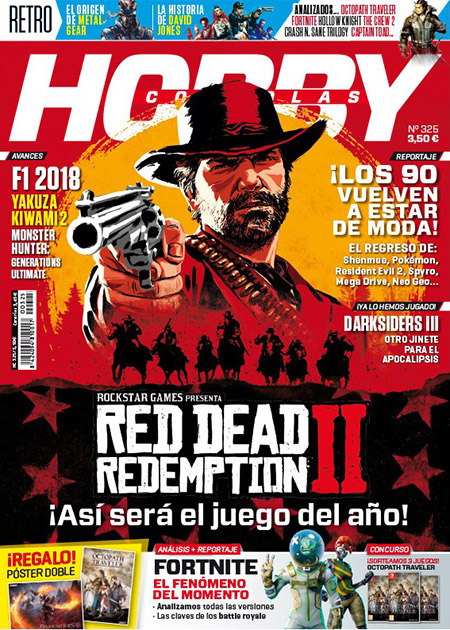 RETRO
EL ORIGEN
DE METAL
GEAR
LA HISTORIA
DE DAVID
JONES
ANALIZADOS... OCTOPATH TRAVELER
FORTNITE HOLLOW KNIGHT THE CREW 2
CRASH N. SANE TRILOGY CAPTAIN TOAD...
HOBBY
CONSOLAS
Nº 325
3,50 €
AVANCES
F1 2018
YAKUZA
KIWAMI 2
MONSTER
HUNTER:
GENERATIONS
ULTIMATE
REPORTAJE
¡LOS 90
VUELVEN
A ESTAR
DE MODA!
EL REGRESO DE:
Shenmue, Pokémon,
Resident Evil 2, Spyro,
Mega Drive, Neo Geo...
¡YA LO HEMOS JUGADO!
DARKSIDERS III
OTRO JINETE
PARA EL
APOCALIPSIS
00325
ROCKSTAR GAMES PRESENTA
RED DEAD
REDEMPTION II
¡Así será el juego del año!
¡REGALO!
PÓSTER DOBLE
OCTOPATH
TRAVELER
ANÁLISIS + REPORTAJE
FORTNITE
EL FENÓMENO
DEL MOMENTO
• Analizamos todas las versiones
• Las claves de los battle royale
CONCURSO
¡SORTEAMOS 3 JUEGOS!
OCTOPATH TRAVELER